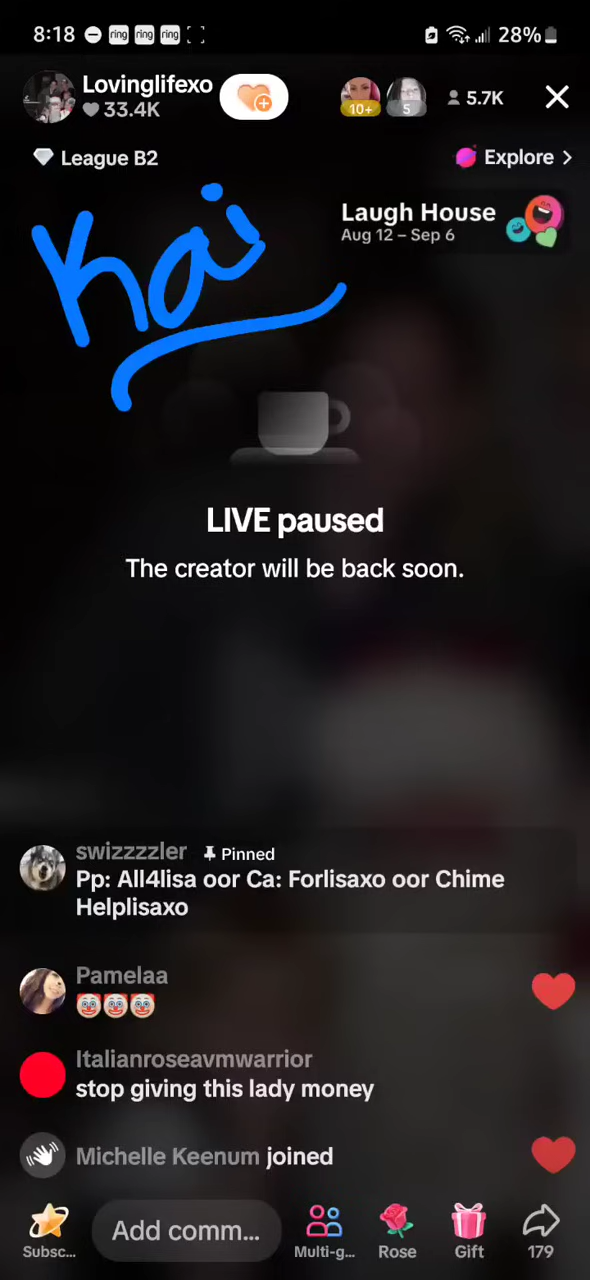 8:18 ring ring ring 28%
Lovinglifexo
33.4K
10+ 5 5.7K
League B2 Explore
Kai
Laugh House
Aug 12 – Sep 6
LIVE paused
The creator will be back soon.
swizzzzler Pinned
Pp: All4lisa oor Ca: Forlisaxo oor Chime
Helplisaxo
Pamelaa
Italianroseavmwarrior
stop giving this lady money
Michelle Keenum joined
Add comm...
Subsc... Multi-g... Rose Gift 179